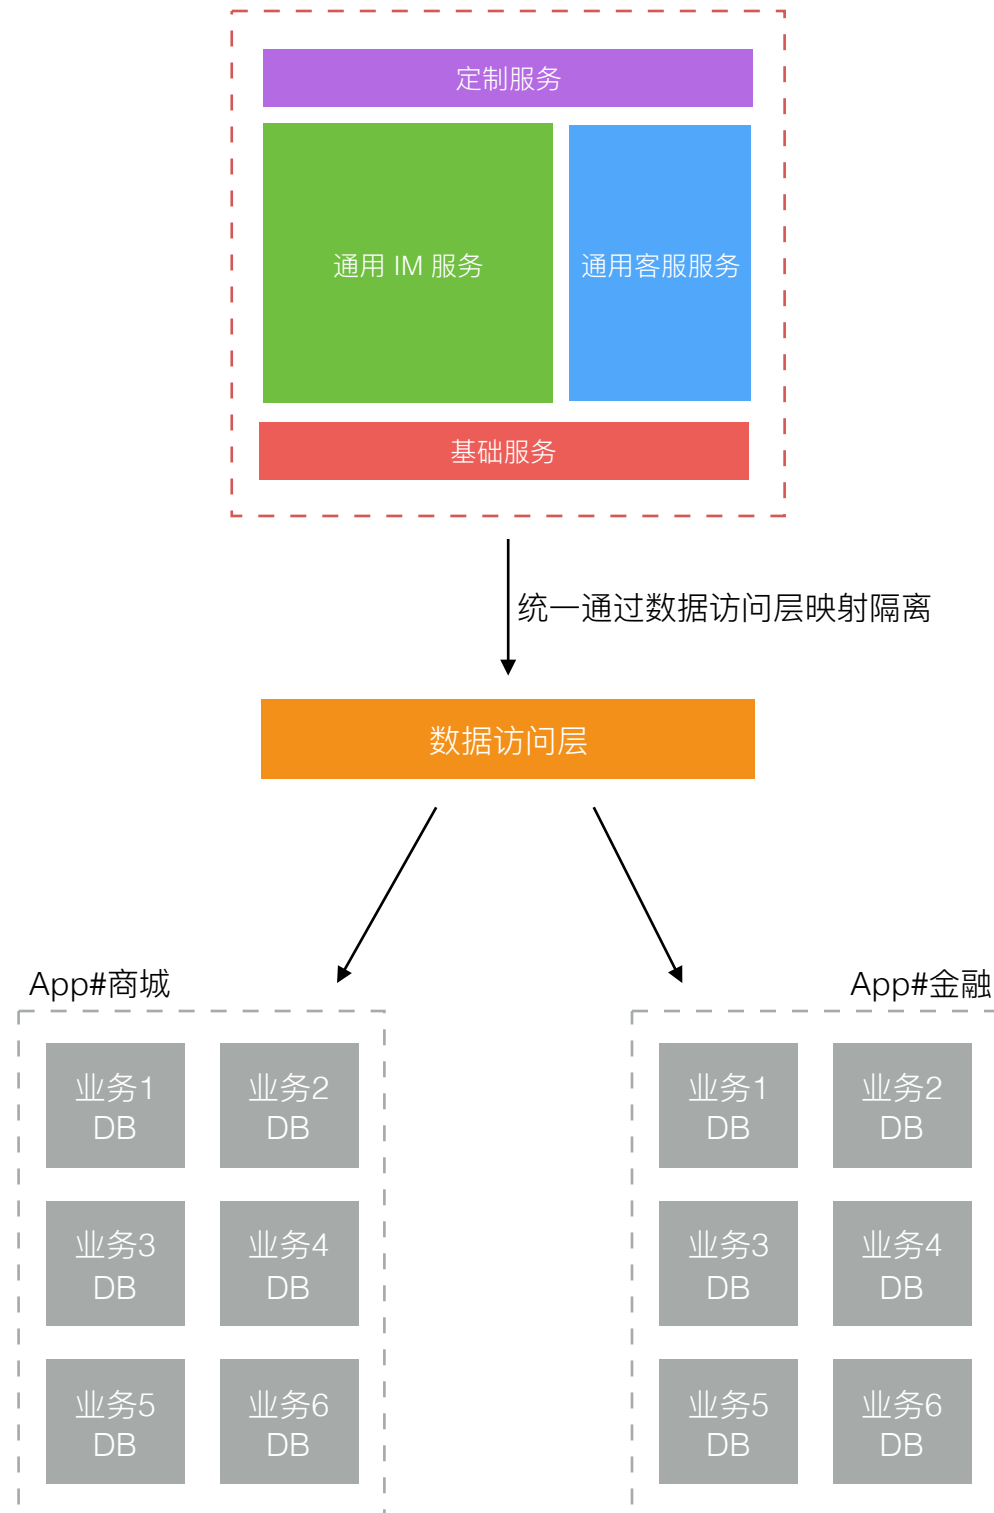 定制服务
通用 IM 服务
通用客服服务
基础服务
统一通过数据访问层映射隔离
数据访问层
App#商城
业务1
DB
业务2
DB
业务3
DB
业务4
DB
业务5
DB
业务6
DB
App#金融
业务1
DB
业务2
DB
业务3
DB
业务4
DB
业务5
DB
业务6
DB